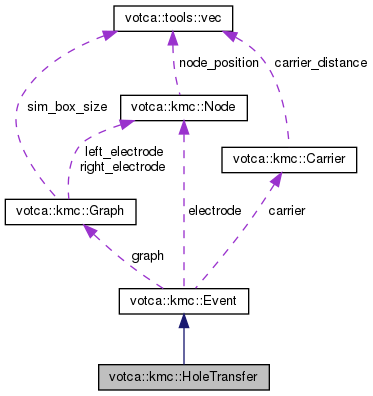 votca::tools::vec
node_position
carrier_distance
sim_box_size
votca::kmc::Node
left_electrode
right_electrode
votca::kmc::Carrier
votca::kmc::Graph
electrode
carrier
graph
votca::kmc::Event
votca::kmc::HoleTransfer